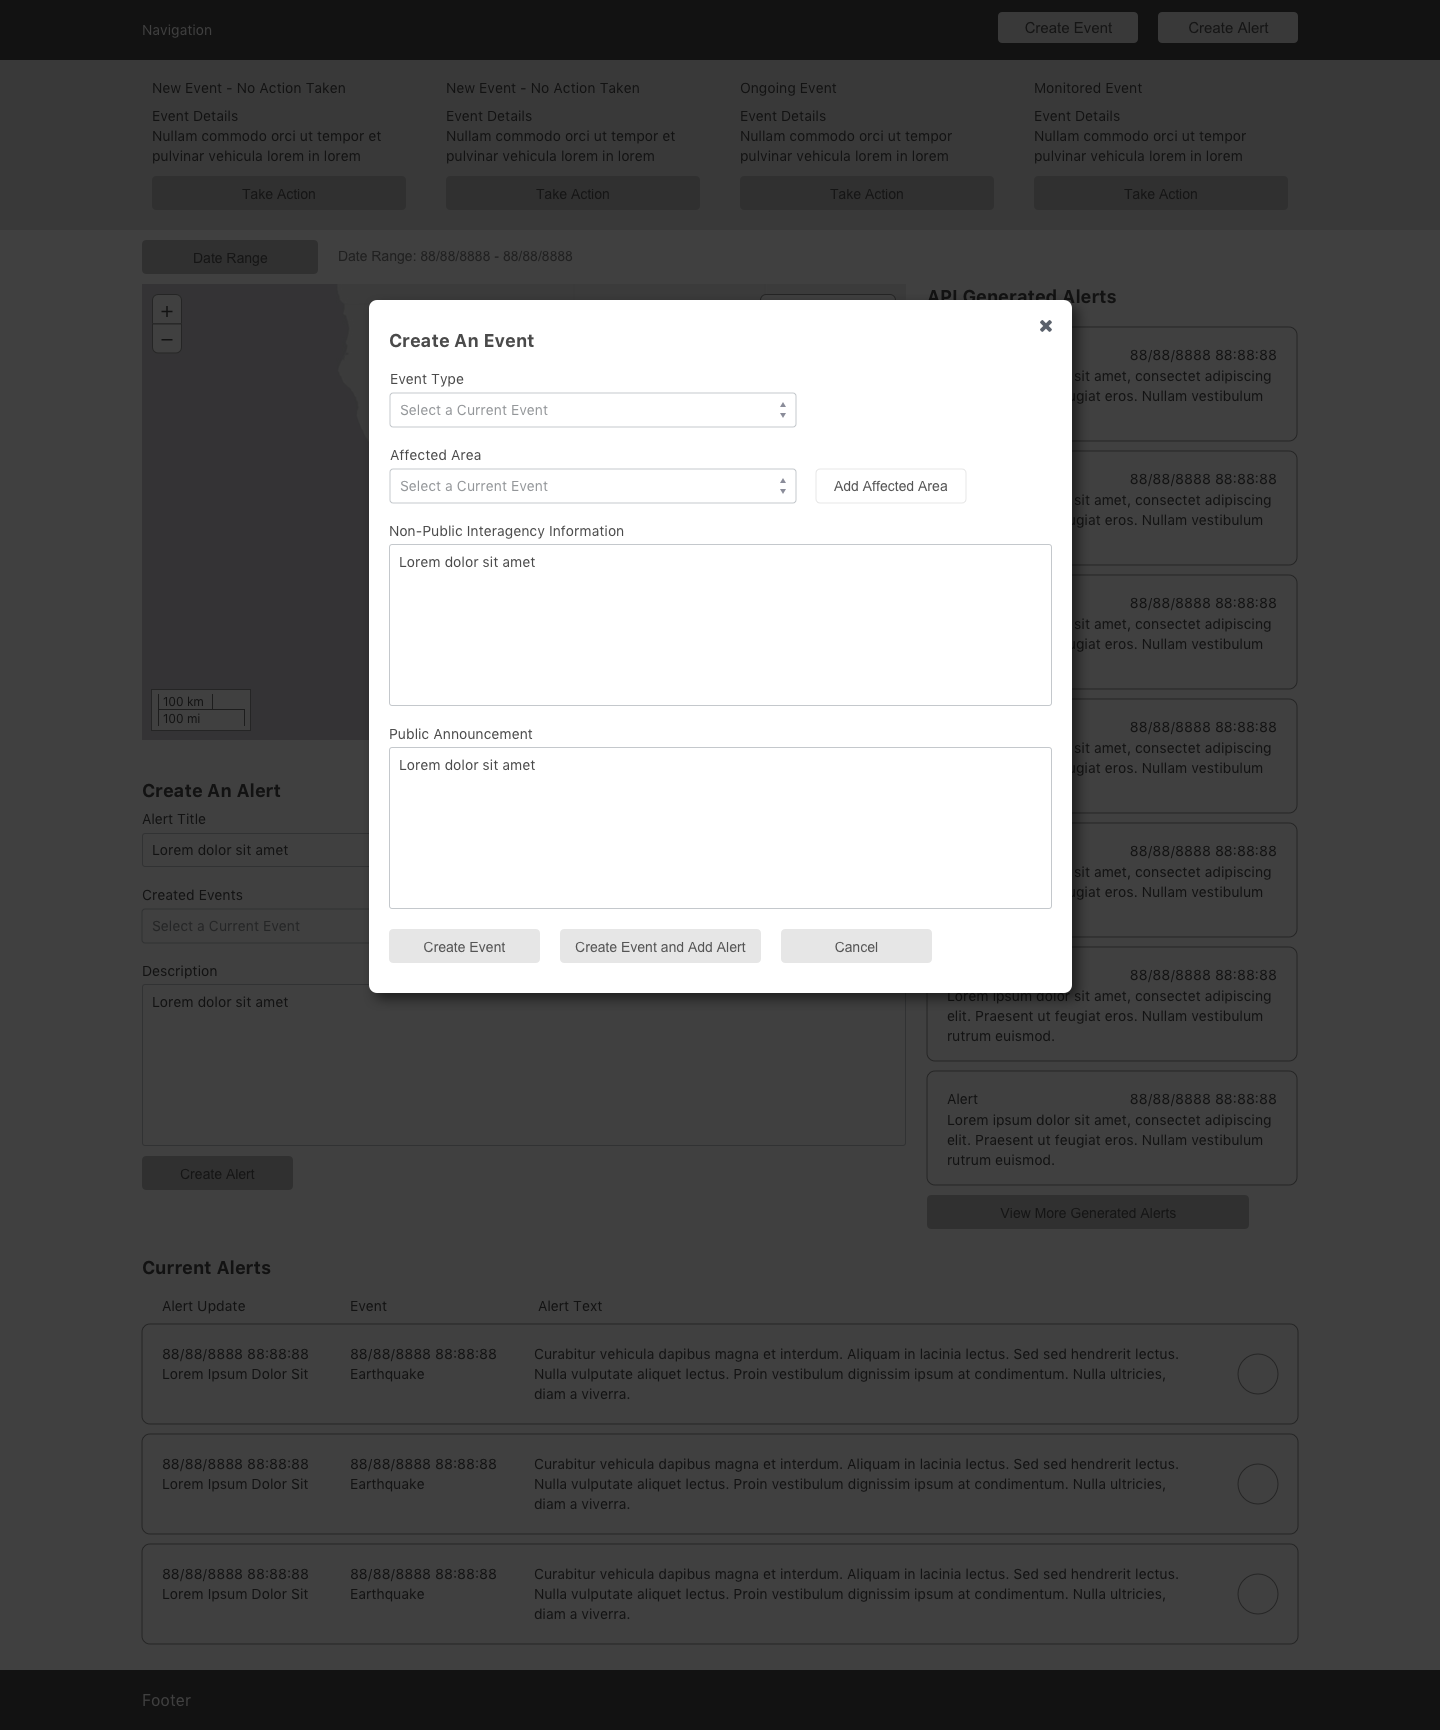 Navigation
Create Event
Create Alert
New Event - No Action Taken
Event Details
Nullam commodo orci ut tempor et
pulvinar vehicula lorem in lorem
Take Action
New Event - No Action Taken
Event Details
Nullam commodo orci ut tempor et
pulvinar vehicula lorem in lorem
Take Action
Ongoing Event
Event Details
Nullam commodo orci ut tempor
pulvinar vehicula lorem in lorem
Take Action
Monitored Event
Event Details
Nullam commodo orci ut tempor
pulvinar vehicula lorem in lorem
Take Action
Date Range
Date Range: 88/88/8888 - 88/88/8888
+
−
100 km
100 mi
Create An Event
Event Type
Select a Current Event
Affected Area
Select a Current Event
Add Affected Area
Non-Public Interagency Information
Lorem dolor sit amet
Public Announcement
Lorem dolor sit amet
Create Event
Create Event and Add Alert
Cancel
API Generated Alerts
88/88/8888 88:88:88
sit amet, consectet adipiscing
eros. Nullam vestibulum
88/88/8888 88:88:88
sit amet, consectet adipiscing
eros. Nullam vestibulum
88/88/8888 88:88:88
sit amet, consectet adipiscing
eros. Nullam vestibulum
88/88/8888 88:88:88
sit amet, consectet adipiscing
eros. Nullam vestibulum
88/88/8888 88:88:88
sit amet, consectet adipiscing
eros. Nullam vestibulum
88/88/8888 88:88:88
Lorem ipsum dolor sit amet, consectet adipiscing
elit. Praesent ut feugiat eros. Nullam vestibulum
rutrum euismod.
Alert
88/88/8888 88:88:88
Lorem ipsum dolor sit amet, consectet adipiscing
elit. Praesent ut feugiat eros. Nullam vestibulum
rutrum euismod.
View More Generated Alerts
Create An Alert
Alert Title
Lorem dolor sit amet
Created Events
Select a Current Event
Description
Lorem dolor sit amet
Create Alert
Current Alerts
Alert Update
Event
Alert Text
88/88/8888 88:88:88
Lorem Ipsum Dolor Sit
88/88/8888 88:88:88
Earthquake
Curabitur vehicula dapibus magna et interdum. Aliquam in lacinia lectus. Sed sed hendrerit lectus.
Nulla vulputate aliquet lectus. Proin vestibulum dignissim ipsum at condimentum. Nulla ultricies,
diam a viverra.
88/88/8888 88:88:88
Lorem Ipsum Dolor Sit
88/88/8888 88:88:88
Earthquake
Curabitur vehicula dapibus magna et interdum. Aliquam in lacinia lectus. Sed sed hendrerit lectus.
Nulla vulputate aliquet lectus. Proin vestibulum dignissim ipsum at condimentum. Nulla ultricies,
diam a viverra.
88/88/8888 88:88:88
Lorem Ipsum Dolor Sit
88/88/8888 88:88:88
Earthquake
Curabitur vehicula dapibus magna et interdum. Aliquam in lacinia lectus. Sed sed hendrerit lectus.
Nulla vulputate aliquet lectus. Proin vestibulum dignissim ipsum at condimentum. Nulla ultricies,
diam a viverra.
Footer